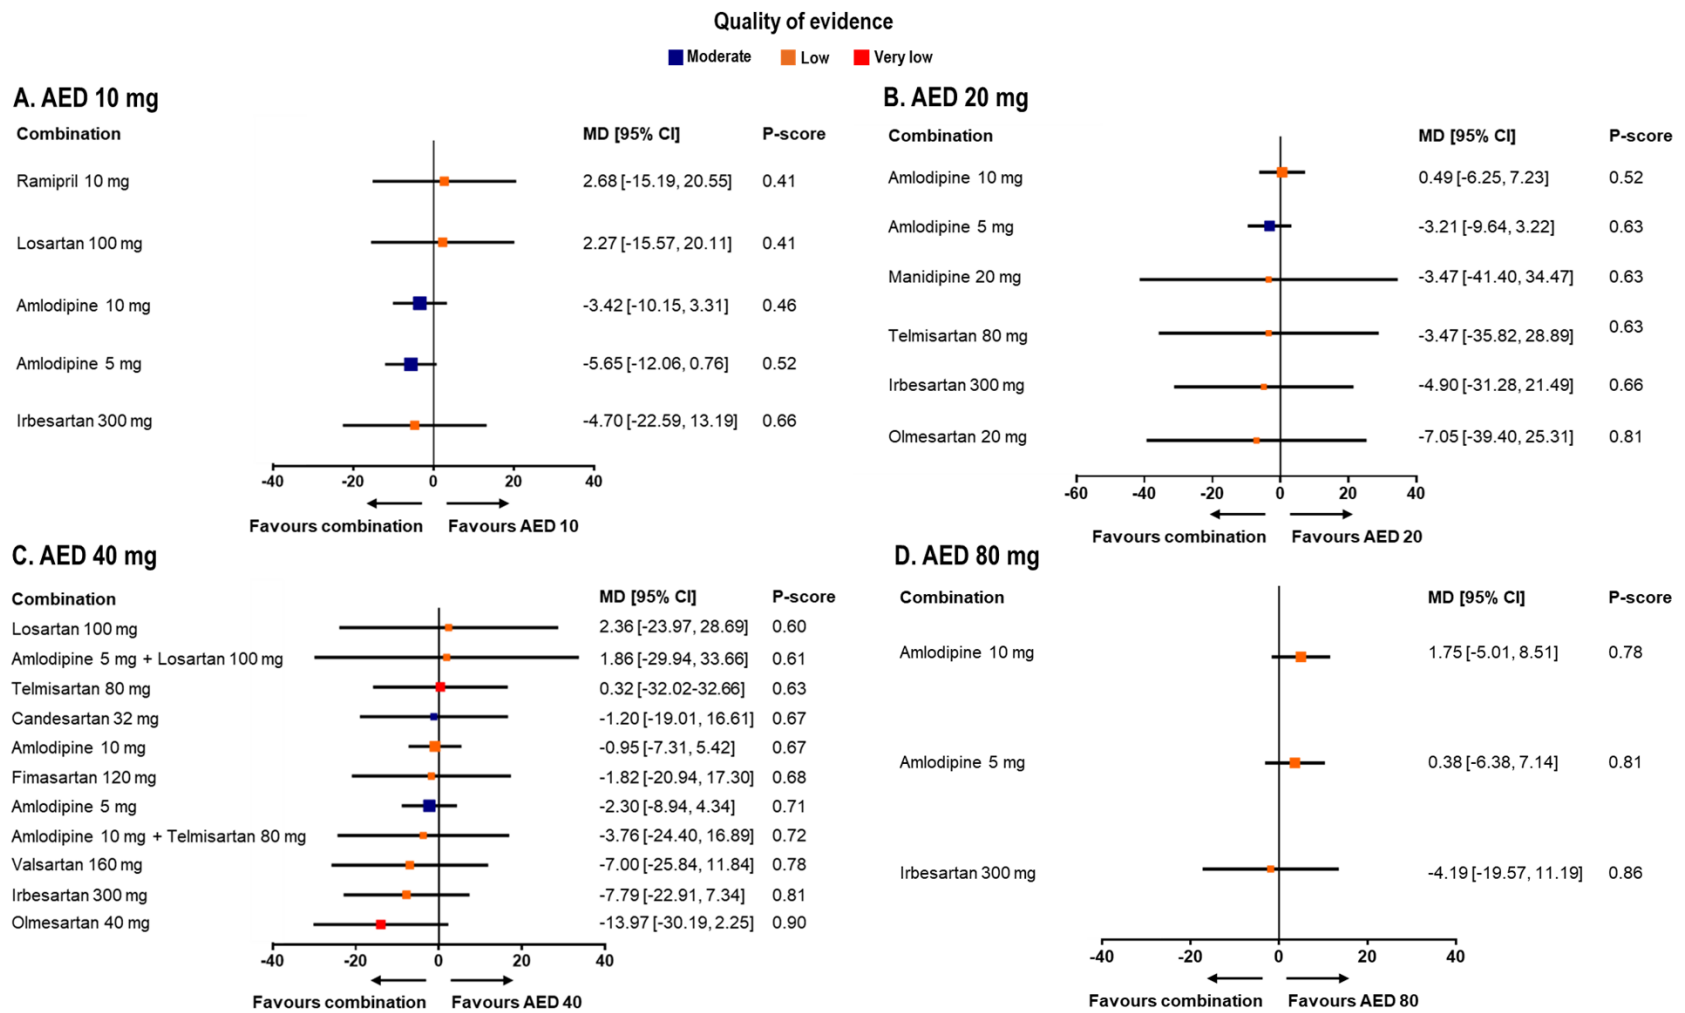 Quality of evidence
Moderate Low Very low
A. AED 10 mg
Combination MD [95% CI] P-score
Ramipril 10 mg 2.68 [-15.19, 20.55] 0.41
Losartan 100 mg 2.27 [-15.57, 20.11] 0.41
Amlodipine 10 mg -3.42 [-10.15, 3.31] 0.46
Amlodipine 5 mg -5.65 [-12.06, 0.76] 0.52
Irbesartan 300 mg -4.70 [-22.59, 13.19] 0.66
-40 -20 0 20 40
Favours combination Favours AED 10
B. AED 20 mg
Combination MD [95% CI] P-score
Amlodipine 10 mg 0.49 [-6.25, 7.23] 0.52
Amlodipine 5 mg -3.21 [-9.64, 3.22] 0.63
Manidipine 20 mg -3.47 [-41.40, 34.47] 0.63
Telmisartan 80 mg -3.47 [-35.82, 28.89] 0.63
Irbesartan 300 mg -4.90 [-31.28, 21.49] 0.66
Olmesartan 20 mg -7.05 [-39.40, 25.31] 0.81
-60 -40 -20 0 20 40
Favours combination Favours AED 20
C. AED 40 mg
Combination MD [95% CI] P-score
Losartan 100 mg 2.36 [-23.97, 28.69] 0.60
Amlodipine 5 mg + Losartan 100 mg 1.86 [-29.94, 33.66] 0.61
Telmisartan 80 mg 0.32 [-32.02-32.66] 0.63
Candesartan 32 mg -1.20 [-19.01, 16.61] 0.67
Amlodipine 10 mg -0.95 [-7.31, 5.42] 0.67
Fimasartan 120 mg -1.82 [-20.94, 17.30] 0.68
Amlodipine 5 mg -2.30 [-8.94, 4.34] 0.71
Amlodipine 10 mg + Telmisartan 80 mg -3.76 [-24.40, 16.89] 0.72
Valsartan 160 mg -7.00 [-25.84, 11.84] 0.78
Irbesartan 300 mg -7.79 [-22.91, 7.34] 0.81
Olmesartan 40 mg -13.97 [-30.19, 2.25] 0.90
-40 -20 0 20 40
Favours combination Favours AED 40
D. AED 80 mg
Combination MD [95% CI] P-score
Amlodipine 10 mg 1.75 [-5.01, 8.51] 0.78
Amlodipine 5 mg 0.38 [-6.38, 7.14] 0.81
Irbesartan 300 mg -4.19 [-19.57, 11.19] 0.86
-40 -20 0 20 40
Favours combination Favours AED 80